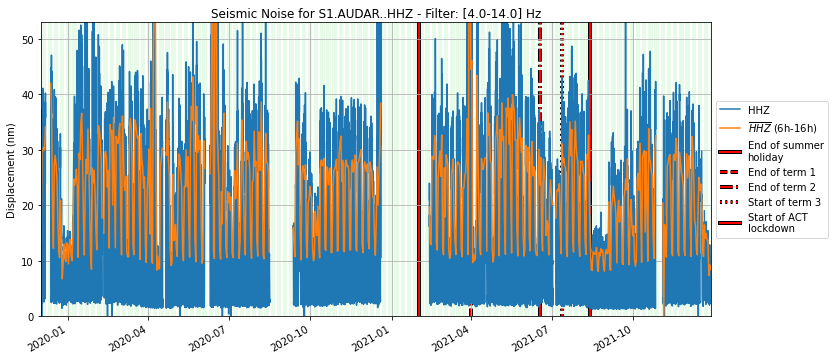 Seismic Noise for S1.AUDAR..HHZ - Filter: [4.0-14.0] Hz
Displacement (nm)
50
40
30
20
10
0
2020-01
2020-04
2020-07
2020-10
2021-01
2021-04
2021-07
2021-10
HHZ
HHZ (6h-16h)
End of summer
holiday
End of term 1
End of term 2
Start of term 3
Start of ACT
lockdown